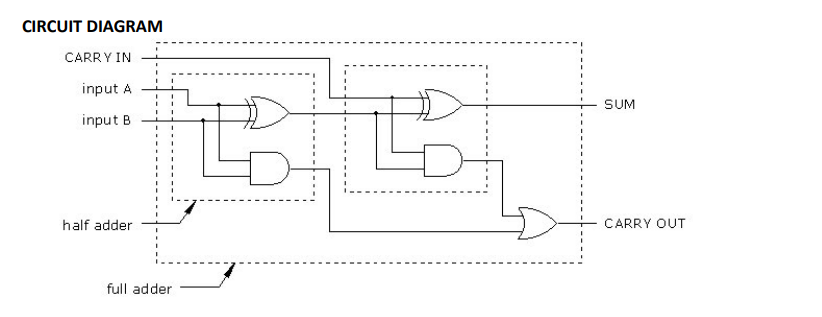 CIRCUIT DIAGRAM
CARRY IN
input A
input B
SUM
half adder
CARRY OUT
full adder